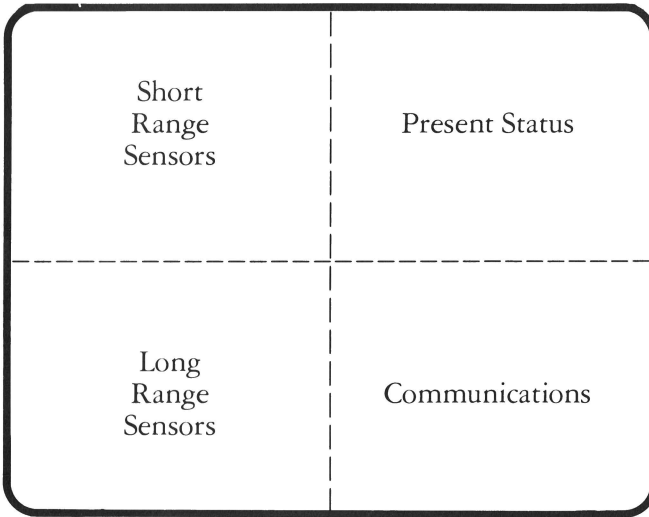 Short
Range
Sensors
Present Status
Long
Range
Sensors
Communications